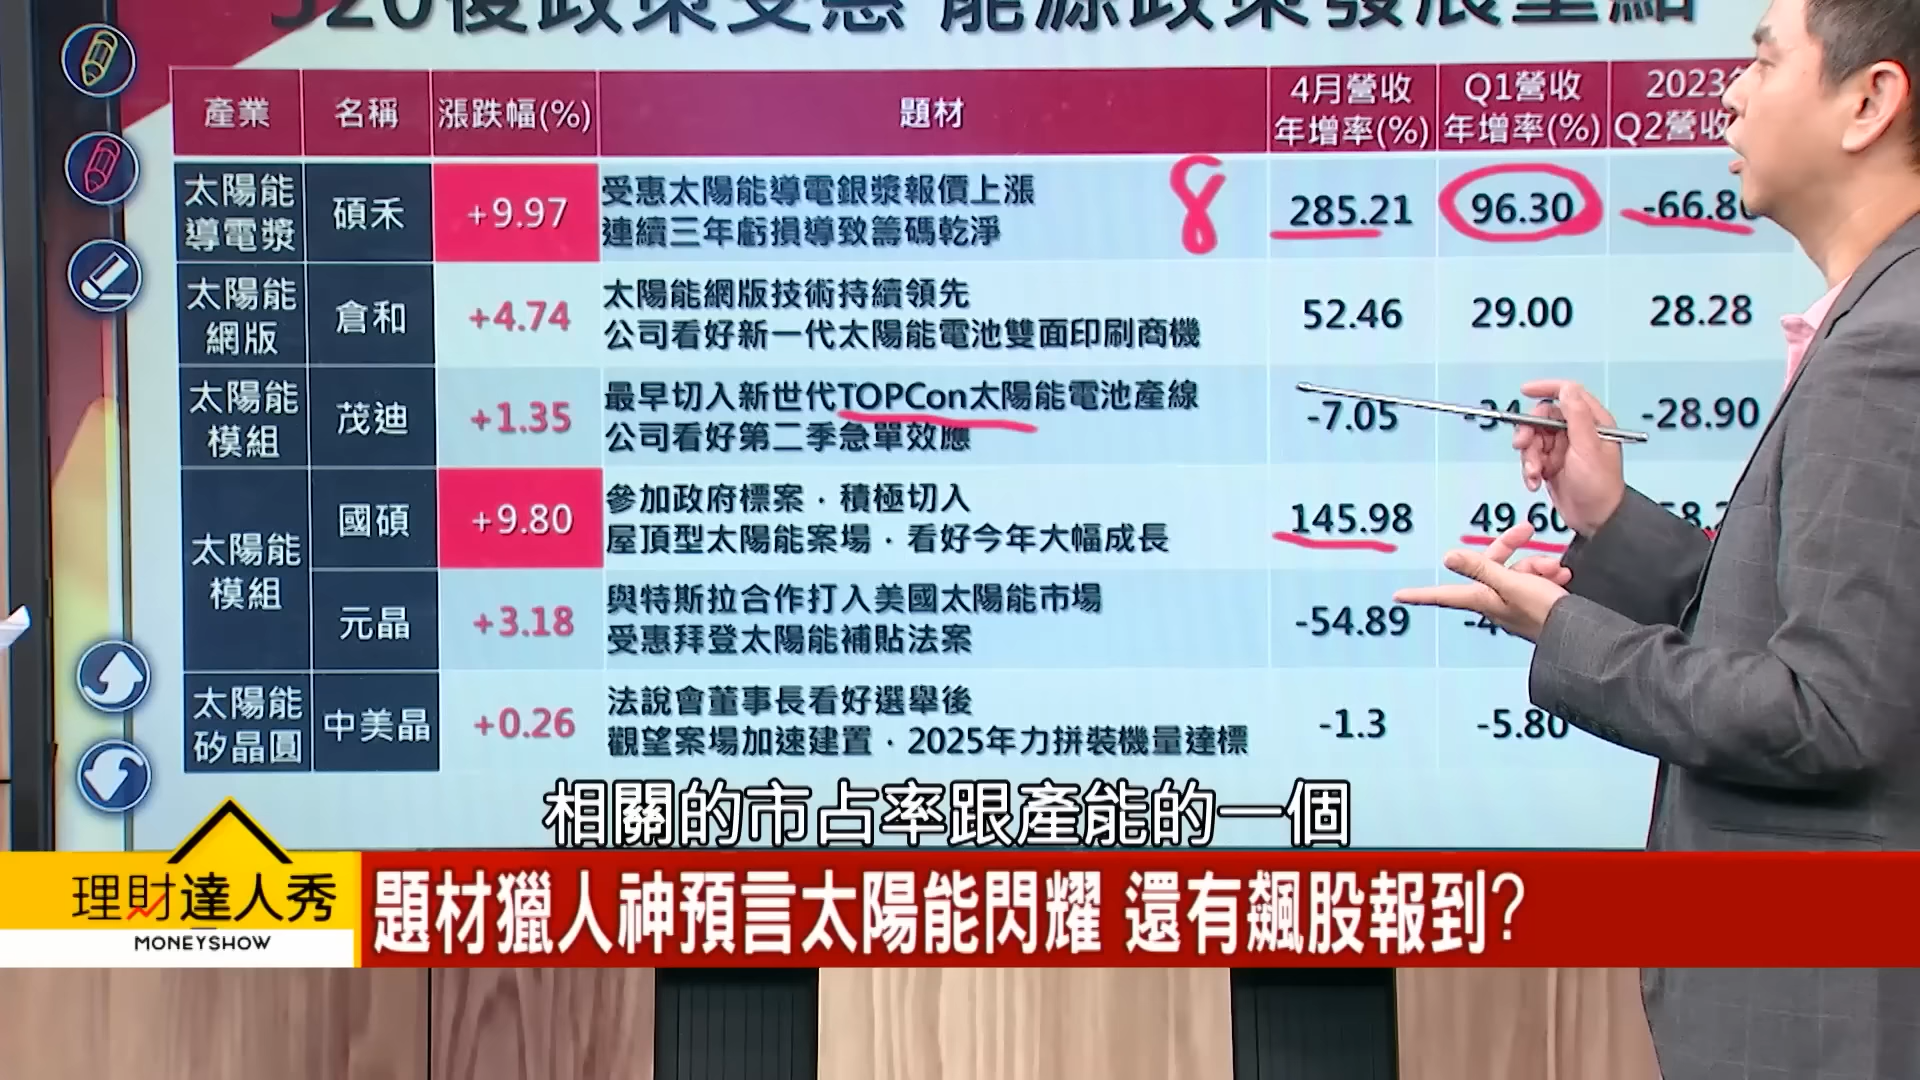 520後政策受惠 能源政策發展重點
產業 名稱 漲跌幅(%) 題材 4月營收年增率(%) Q1營收年增率(%) 2023年Q2營收
太陽能導電漿 碩禾 +9.97 受惠太陽能導電銀漿報價上漲 8 285.21 96.30 -66.80
連續三年虧損導致籌碼乾淨
太陽能網版 倉和 +4.74 太陽能網版技術持續領先 52.46 29.00 28.28
公司看好新一代太陽能電池雙面印刷商機
太陽能模組 茂迪 +1.35 最早切入新世代TOPCon太陽能電池產線 -7.05 -28.90
公司看好第二季急單效應
太陽能模組 國碩 +9.80 參加政府標案．積極切入 145.98 49.60
屋頂型太陽能案場．看好今年大幅成長
元晶 +3.18 與特斯拉合作打入美國太陽能市場 -54.89
受惠拜登太陽能補貼法案
太陽能矽晶圓 中美晶 +0.26 法說會董事長看好選舉後 -1.3 -5.80
觀望案場加速建置．2025年力拼裝機量達標
相關的市占率跟產能的一個
理財達人秀
MONEYSHOW
題材獵人神預言太陽能閃耀 還有飆股報到?